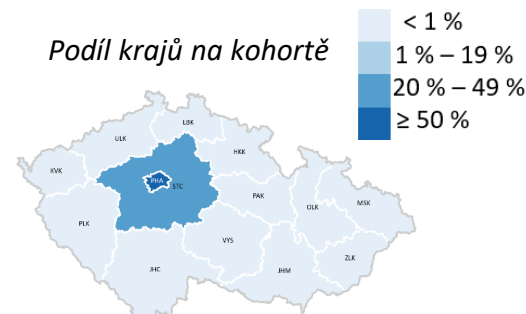 Podíl krajů na kohortě
< 1 %
1 % – 19 %
20 % – 49 %
≥ 50 %
LBK
ULK
HKK
KVK
PHA
STC
PAK
OLK
MSK
PLK
VYS
ZLK
JHC
JHM